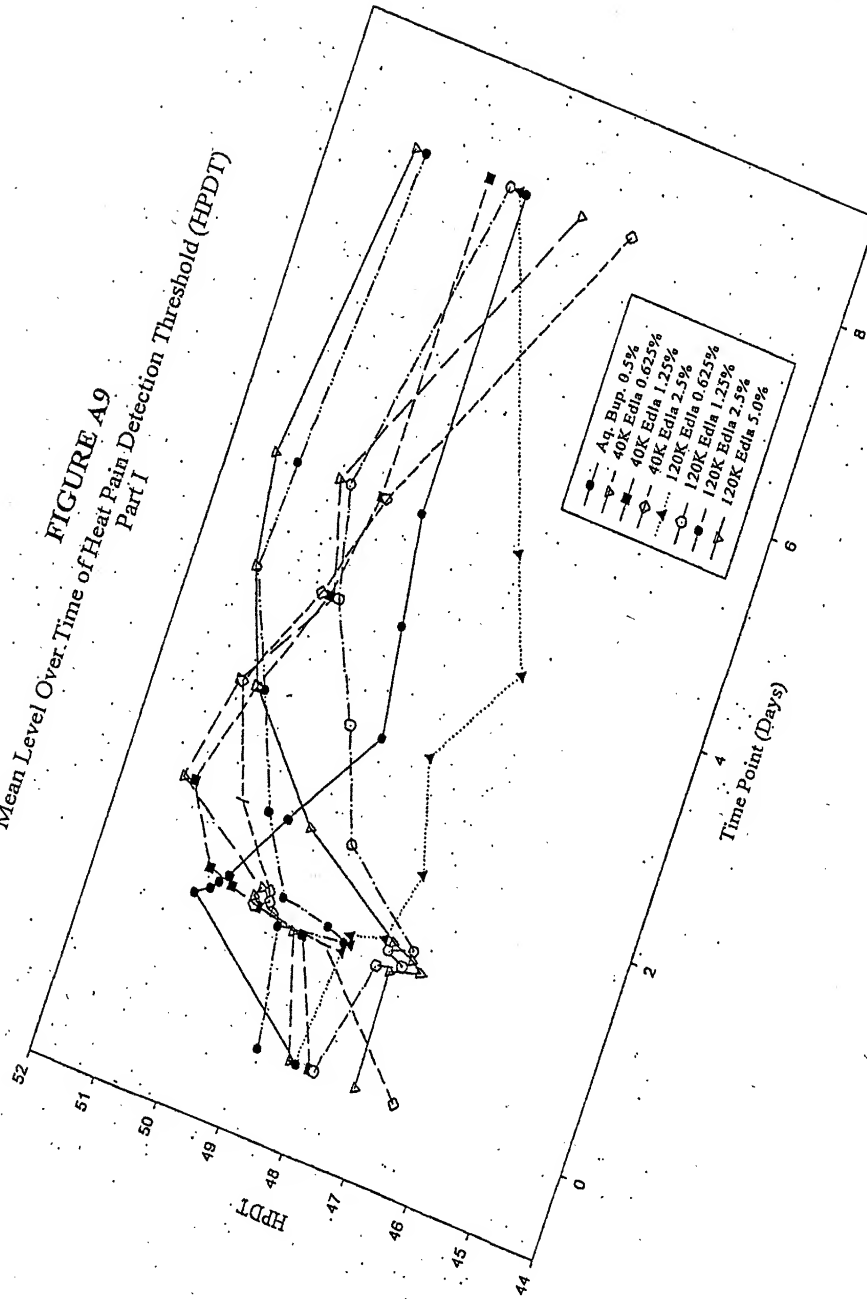 FIGURE A9
Mean Level Over Time of Heat Pain Detection Threshold (HPDT)
Part I
HPDT
52
51
50
49
48
47
46
45
44
0
2
4
6
8
Time Point (Days)
Aq. Bup. 0.5%
40K Edla 0.625%
40K Edla 1.25%
40K Edla 2.5%
120K Edla 0.625%
120K Edla 1.25%
120K Edla 2.5%
120K Edla 5.0%